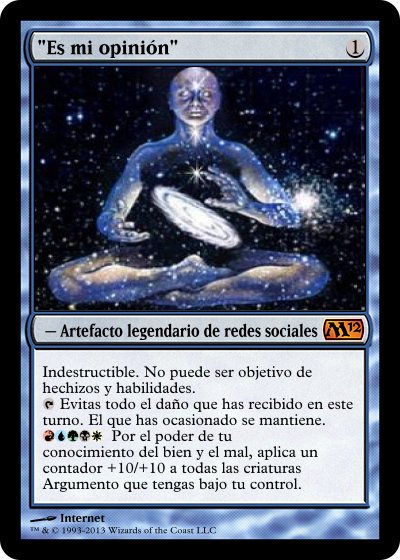 "Es mi opinión" 1
— Artefacto legendario de redes sociales M12
Indestructible. No puede ser objetivo de
hechizos y habilidades.
Evitas todo el daño que has recibido en este
turno. El que has ocasionado se mantiene.
Por el poder de tu
conocimiento del bien y el mal, aplica un
contador +10/+10 a todas las criaturas
Argumento que tengas bajo tu control.
Internet
™ & © 1993-2013 Wizards of the Coast LLC